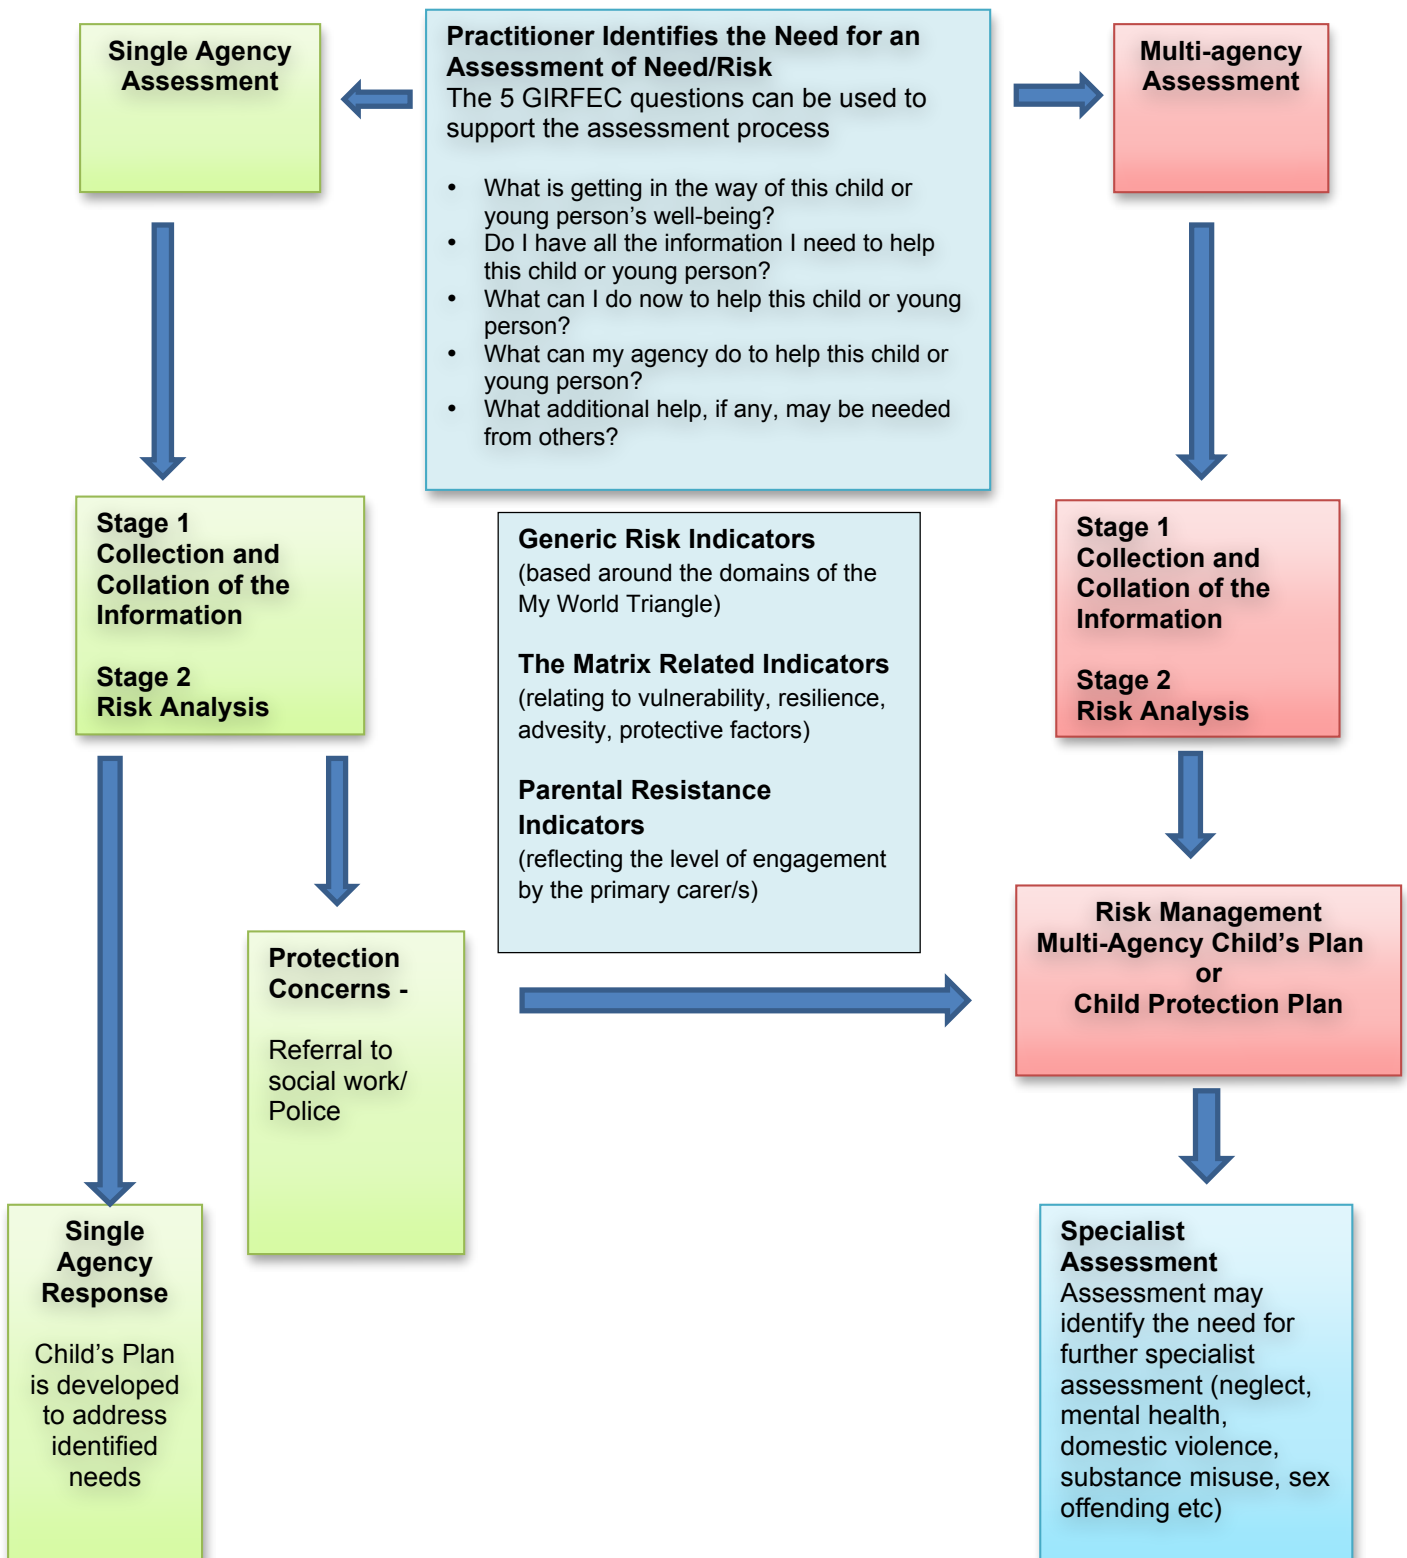 Single Agency
Assessment
Practitioner Identifies the Need for an
Assessment of Need/Risk
The 5 GIRFEC questions can be used to
support the assessment process
• What is getting in the way of this child or
young person’s well-being?
• Do I have all the information I need to help
this child or young person?
• What can I do now to help this child or young
person?
• What can my agency do to help this child or
young person?
• What additional help, if any, may be needed
from others?
Multi-agency
Assessment
Stage 1
Collection and
Collation of the
Information
Stage 2
Risk Analysis
Generic Risk Indicators
(based around the domains of the
My World Triangle)
The Matrix Related Indicators
(relating to vulnerability, resilience,
advesity, protective factors)
Parental Resistance
Indicators
(reflecting the level of engagement
by the primary carer/s)
Stage 1
Collection and
Collation of the
Information
Stage 2
Risk Analysis
Protection
Concerns -
Referral to
social work/
Police
Risk Management
Multi-Agency Child’s Plan
or
Child Protection Plan
Single
Agency
Response
Child’s Plan
is developed
to address
identified
needs
Specialist
Assessment
Assessment may
identify the need for
further specialist
assessment (neglect,
mental health,
domestic violence,
substance misuse, sex
offending etc)